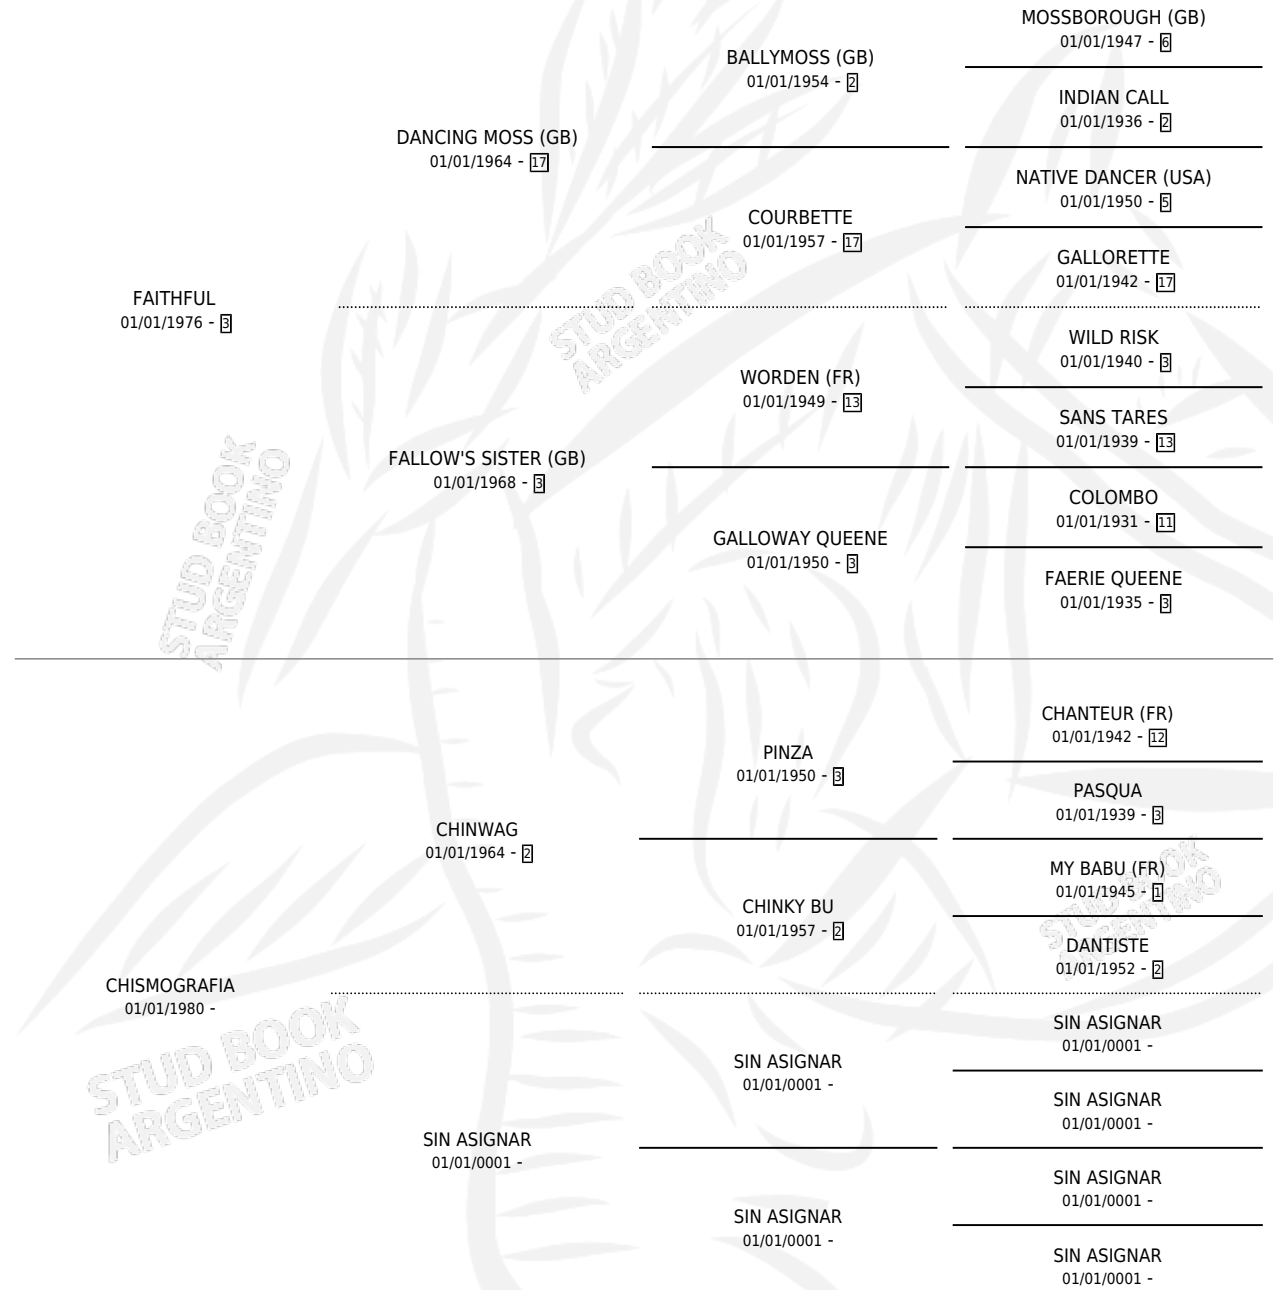 MOSSBOROUGH (GB)
01/01/1947 - 6
BALLYMOSS (GB)
01/01/1954 - 2
INDIAN CALL
01/01/1936 - 2
DANCING MOSS (GB)
01/01/1964 - 17
NATIVE DANCER (USA)
01/01/1950 - 5
COURBETTE
01/01/1957 - 17
GALLORETTE
01/01/1942 - 17
FAITHFUL
01/01/1976 - 3
WILD RISK
01/01/1940 - 3
WORDEN (FR)
01/01/1949 - 13
SANS TARES
01/01/1939 - 13
FALLOW'S SISTER (GB)
01/01/1968 - 3
COLOMBO
01/01/1931 - 11
GALLOWAY QUEENE
01/01/1950 - 3
FAERIE QUEENE
01/01/1935 - 3
CHANTEUR (FR)
01/01/1942 - 12
PINZA
01/01/1950 - 3
PASQUA
01/01/1939 - 3
CHINWAG
01/01/1964 - 2
MY BABU (FR)
01/01/1945 - 1
CHINKY BU
01/01/1957 - 2
DANTISTE
01/01/1952 - 2
CHISMOGRAFIA
01/01/1980 -
SIN ASIGNAR
01/01/0001 -
SIN ASIGNAR
01/01/0001 -
SIN ASIGNAR
01/01/0001 -
SIN ASIGNAR
01/01/0001 -
SIN ASIGNAR
01/01/0001 -
SIN ASIGNAR
01/01/0001 -
SIN ASIGNAR
01/01/0001 -
STUD BOOK
ARGENTINO
STUD BOOK
ARGENTINO
STUD BOOK
ARGENTINO
STUD BOOK
ARGENTINO